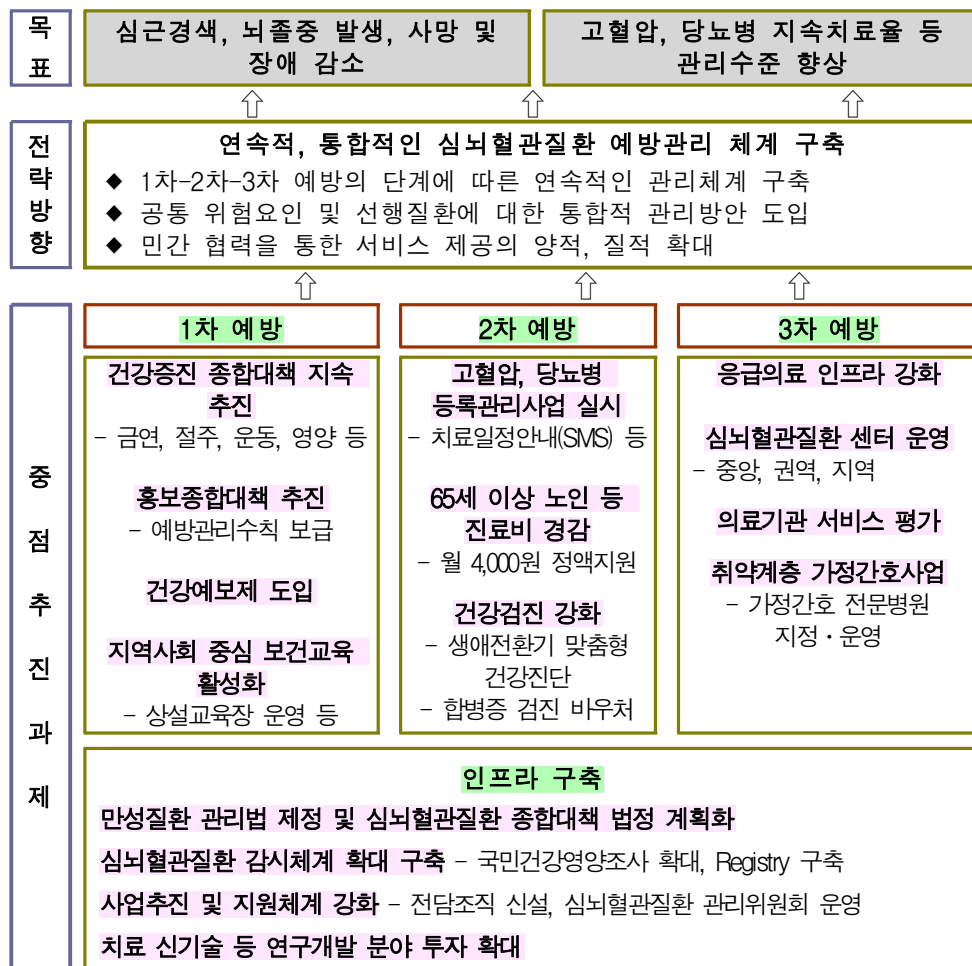 목
표
심근경색, 뇌졸중 발생, 사망 및
장애 감소
고혈압, 당뇨병 지속치료율 등
관리수준 향상
전
략
방
향
연속적, 통합적인 심뇌혈관질환 예방관리 체계 구축
◆ 1차-2차-3차 예방의 단계에 따른 연속적인 관리체계 구축
◆ 공통 위험요인 및 선행질환에 대한 통합적 관리방안 도입
◆ 민간 협력을 통한 서비스 제공의 양적, 질적 확대
중
점
추
진
과
제
1차 예방
건강증진 종합대책 지속
추진
- 금연, 절주, 운동, 영양 등
홍보종합대책 추진
- 예방관리수칙 보급
건강예보제 도입
지역사회 중심 보건교육
활성화
- 상설교육장 운영 등
2차 예방
고혈압, 당뇨병
등록관리사업 실시
- 치료일정안내(SMS) 등
65세 이상 노인 등
진료비 경감
- 월 4,000원 정액지원
건강검진 강화
- 생애전환기 맞춤형
건강진단
- 합병증 검진 바우처
3차 예방
응급의료 인프라 강화
심뇌혈관질환 센터 운영
- 중앙, 권역, 지역
의료기관 서비스 평가
취약계층 가정간호사업
- 가정간호 전문병원
지정·운영
인프라 구축
만성질환 관리법 제정 및 심뇌혈관질환 종합대책 법정 계획화
심뇌혈관질환 감시체계 확대 구축 - 국민건강영양조사 확대, Registry 구축
사업추진 및 지원체계 강화 - 전담조직 신설, 심뇌혈관질환 관리위원회 운영
치료 신기술 등 연구개발 분야 투자 확대